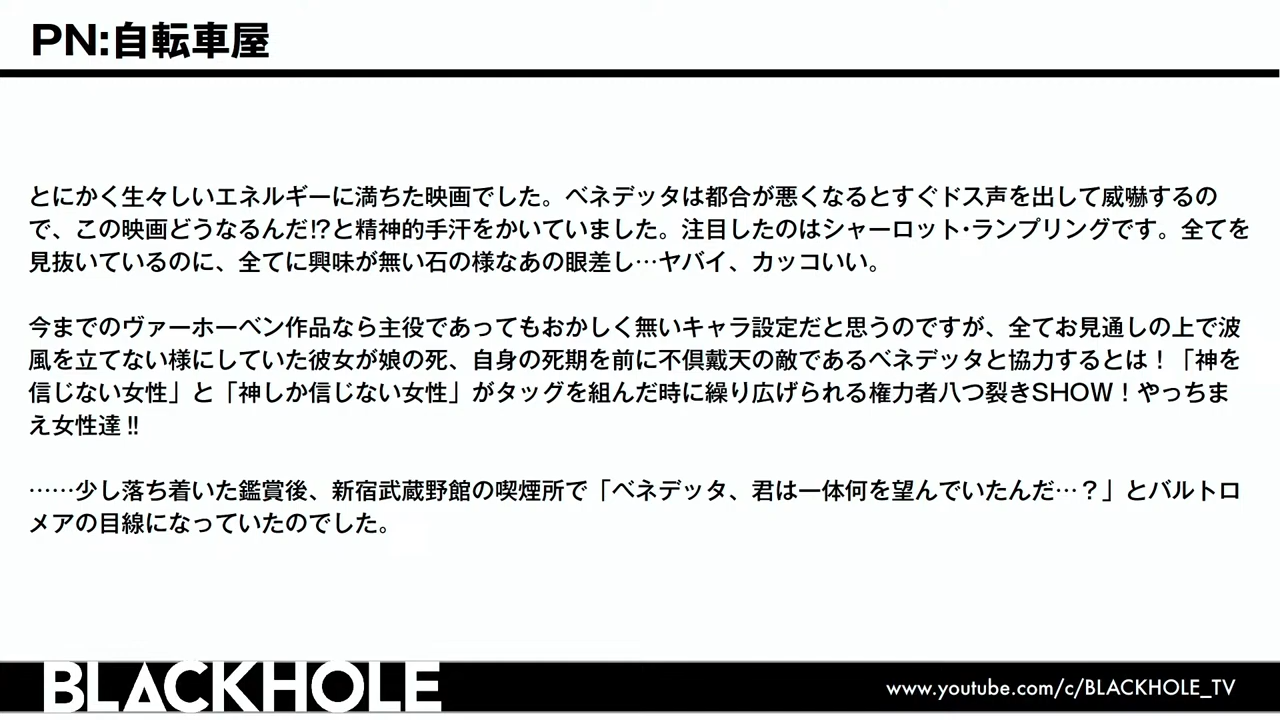 PN:自転車屋
とにかく生々しいエネルギーに満ちた映画でした。ベネデッタは都合が悪くなるとすぐドス声を出して威嚇するの
で、この映画どうなるんだ!?と精神的手汗をかいていました。注目したのはシャーロット･ランプリングです。全てを
見抜いているのに、全てに興味が無い石の様なあの眼差し…ヤバイ、カッコいい。
今までのヴァーホーベン作品なら主役であってもおかしく無いキャラ設定だと思うのですが、全てお見通しの上で波
風を立てない様にしていた彼女が娘の死、自身の死期を前に不倶戴天の敵であるベネデッタと協力するとは！「神を
信じない女性」と「神しか信じない女性」がタッグを組んだ時に繰り広げられる権力者八つ裂きSHOW！やっちま
え女性達!!
……少し落ち着いた鑑賞後、新宿武蔵野館の喫煙所で「ベネデッタ、君は一体何を望んでいたんだ…？」とバルトロ
メアの目線になっていたのでした。
BLACKHOLE
www.youtube.com/c/BLACKHOLE_TV